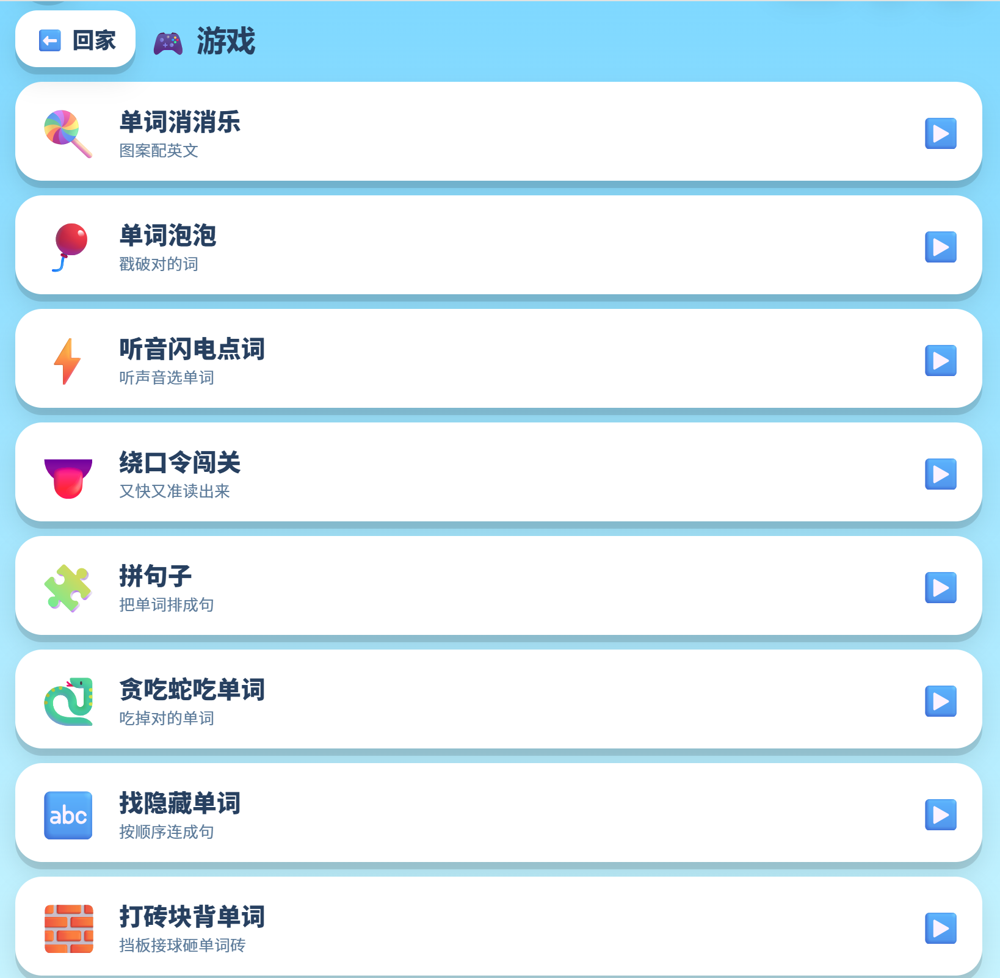 回家
游戏
单词消消乐
图案配英文
单词泡泡
戳破对的词
听音闪电点词
听声音选单词
绕口令闯关
又快又准读出来
拼句子
把单词排成句
贪吃蛇吃单词
吃掉对的单词
abc
找隐藏单词
按顺序连成句
打砖块背单词
挡板接球砸单词砖